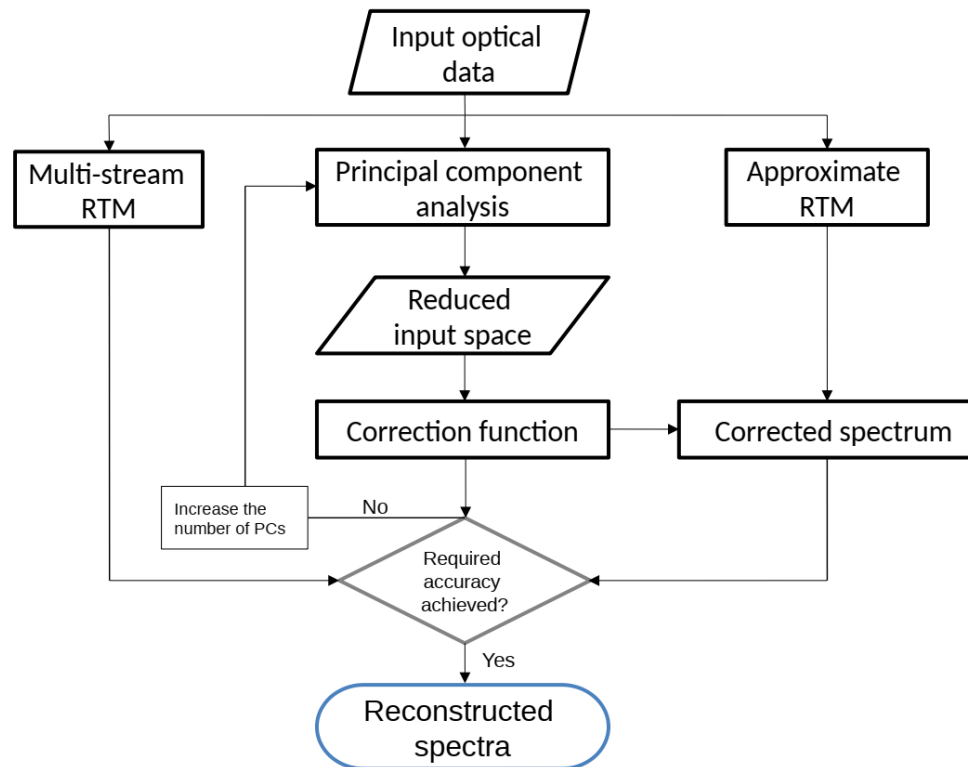 Input optical
data
Multi-stream
RTM
Principal component
analysis
Approximate
RTM
Reduced
input space
Correction function
Corrected spectrum
Increase the
number of PCs
No
Required
accuracy
achieved?
Yes
Reconstructed
spectra